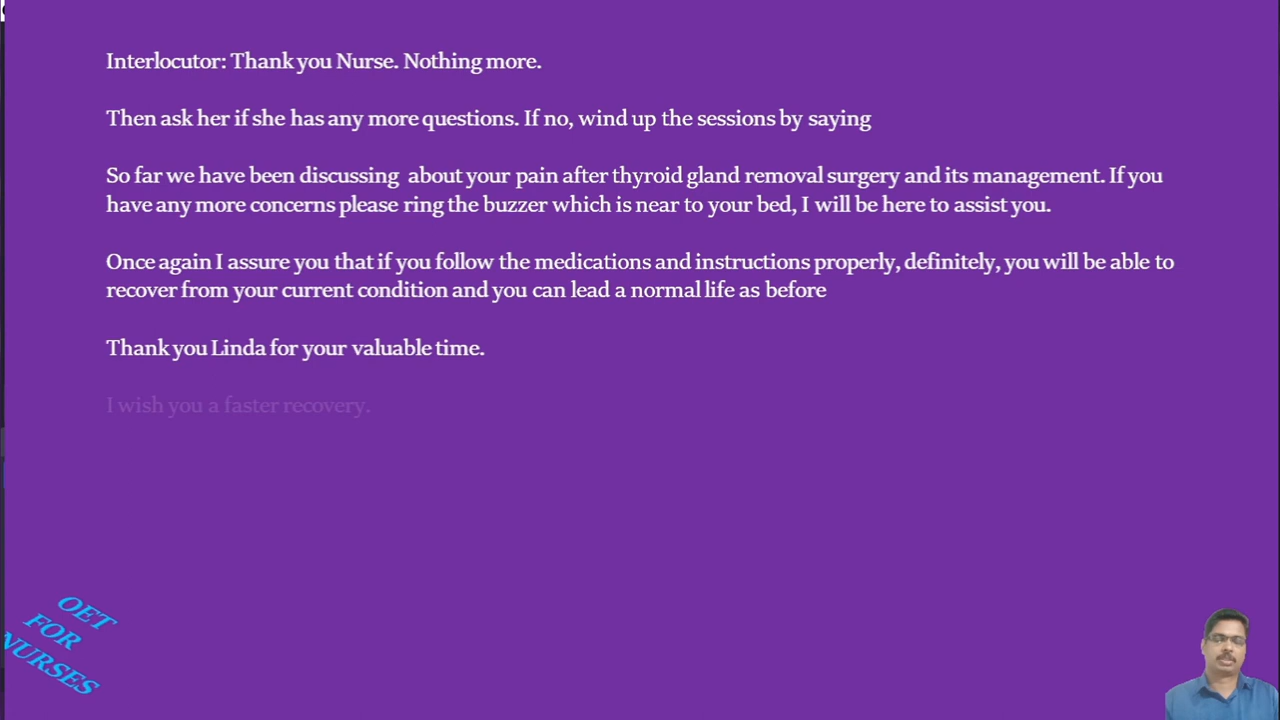 Interlocutor: Thank you Nurse. Nothing more.
Then ask her if she has any more questions. If no, wind up the sessions by saying
So far we have been discussing about your pain after thyroid gland removal surgery and its management. If you
have any more concerns please ring the buzzer which is near to your bed, I will be here to assist you.
Once again I assure you that if you follow the medications and instructions properly, definitely, you will be able to
recover from your current condition and you can lead a normal life as before
Thank you Linda for your valuable time.
I wish you a faster recovery.
OET
FOR
NURSES